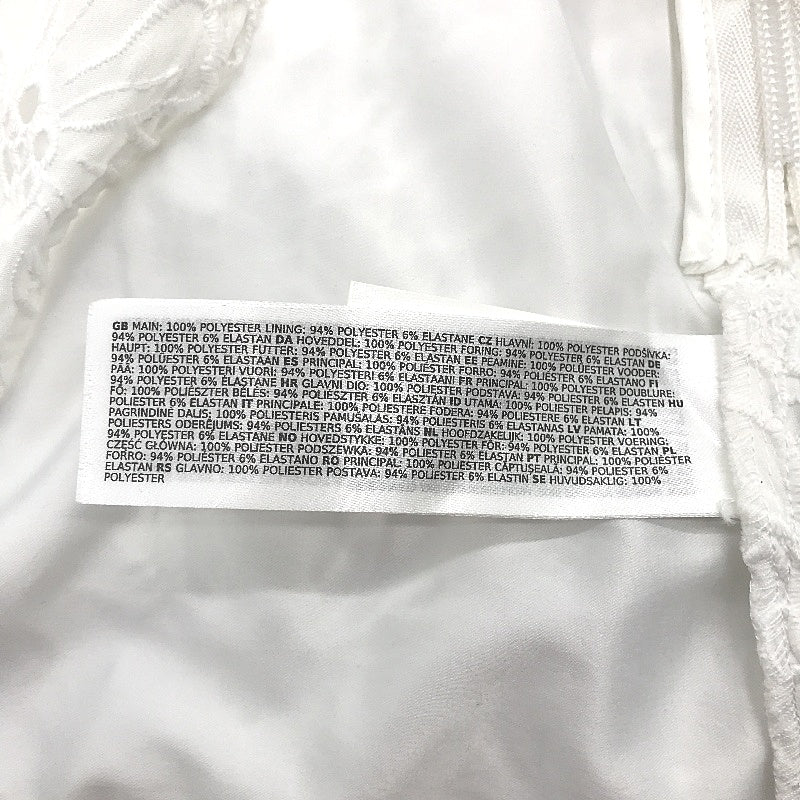 GB MAIN: 100% POLYESTER LINING: 94% POLYESTER 6% ELASTANE CZ HLAVNÍ: 100% POLYESTER PODŠÍVKA:
94% POLYESTER 6% ELASTAN DA HOVEDDEL: 100% POLYESTER FORING: 94% POLYESTER 6% ELASTAN DE
HAUPT: 100% POLYESTER FUTTER: 94% POLYESTER 6% ELASTAN EE PEAMINE: 100% POLÜESTER VOODER:
94% POLÜESTER 6% ELASTAAN ES PRINCIPAL: 100% POLIÉSTER FORRO: 94% POLIÉSTER 6% ELASTANO FI
PÄÄ: 100% POLYESTERI VUORI: 94% POLYESTERI 6% ELASTAANI FR PRINCIPAL: 100% POLYESTER DOUBLURE:
94% POLYESTER 6% ELASTANE HR GLAVNI DIO: 100% POLIESTER PODSTAVA: 94% POLIESTER 6% ELASTEN HU
FŐ: 100% POLIÉSZTER BÉLÉS: 94% POLIÉSZTER 6% ELASZTÁN ID UTAMA: 100% POLIESTER PELAPIS: 94%
POLIESTER 6% ELASTAN IT PRINCIPALE: 100% POLIESTERE FODERA: 94% POLIESTERE 6% ELASTAN LT
PAGRINDINĖ DALIS: 100% POLIESTERIS PAMUŠALAS: 94% POLIESTERIS 6% ELASTANAS LV PAMATA: 100%
POLIESTERS ODERĒJUMS: 94% POLIESTERS 6% ELASTĀNS NL HOOFDZAKELIJK: 100% POLYESTER VOERING:
94% POLYESTER 6% ELASTANE NO HOVEDSTYKKE: 100% POLYESTER FÔR: 94% POLYESTER 6% ELASTAN PL
CZĘŚĆ GŁÓWNA: 100% POLIESTER PODSZEWKA: 94% POLIESTER 6% ELASTAN PT PRINCIPAL: 100% POLIÉSTER
FORRO: 94% POLIÉSTER 6% ELASTANO RO PRINCIPAL: 100% POLIESTER CĂPTUȘEALĂ: 94% POLIESTER 6%
ELASTAN RS GLAVNO: 100% POLIESTER POSTAVA: 94% POLIESTER 6% ELASTIN SE HUVUDSAKLIG: 100%
POLYESTER